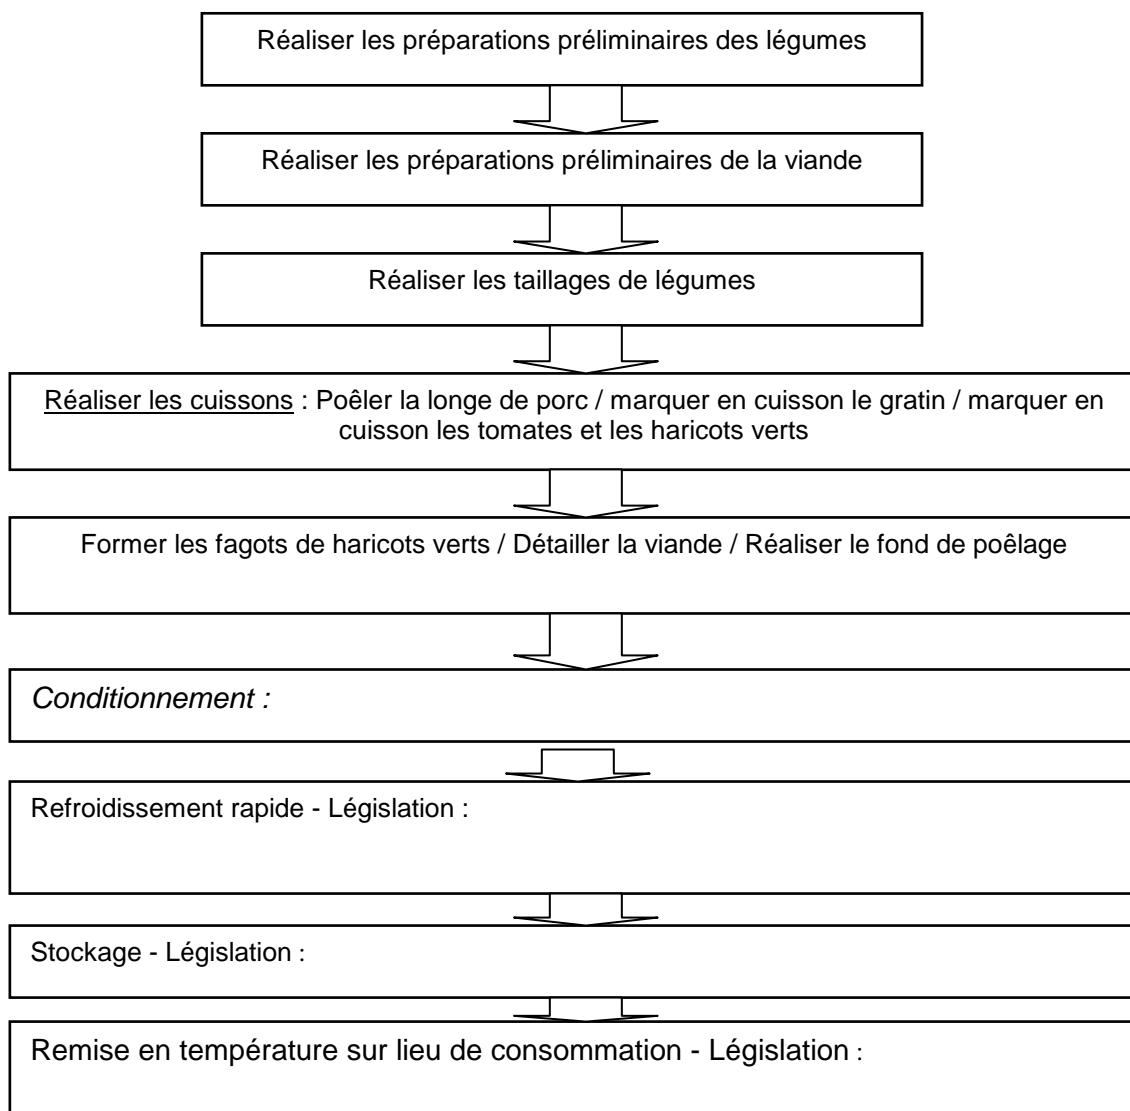 Réaliser les préparations préliminaires des légumes
Réaliser les préparations préliminaires de la viande
Réaliser les taillages de légumes
Réaliser les cuissons : Poêler la longe de porc / marquer en cuisson le gratin / marquer en
cuisson les tomates et les haricots verts
Former les fagots de haricots verts / Détailler la viande / Réaliser le fond de poêlage
Conditionnement :
Refroidissement rapide - Législation :
Stockage - Législation :
Remise en température sur lieu de consommation - Législation :